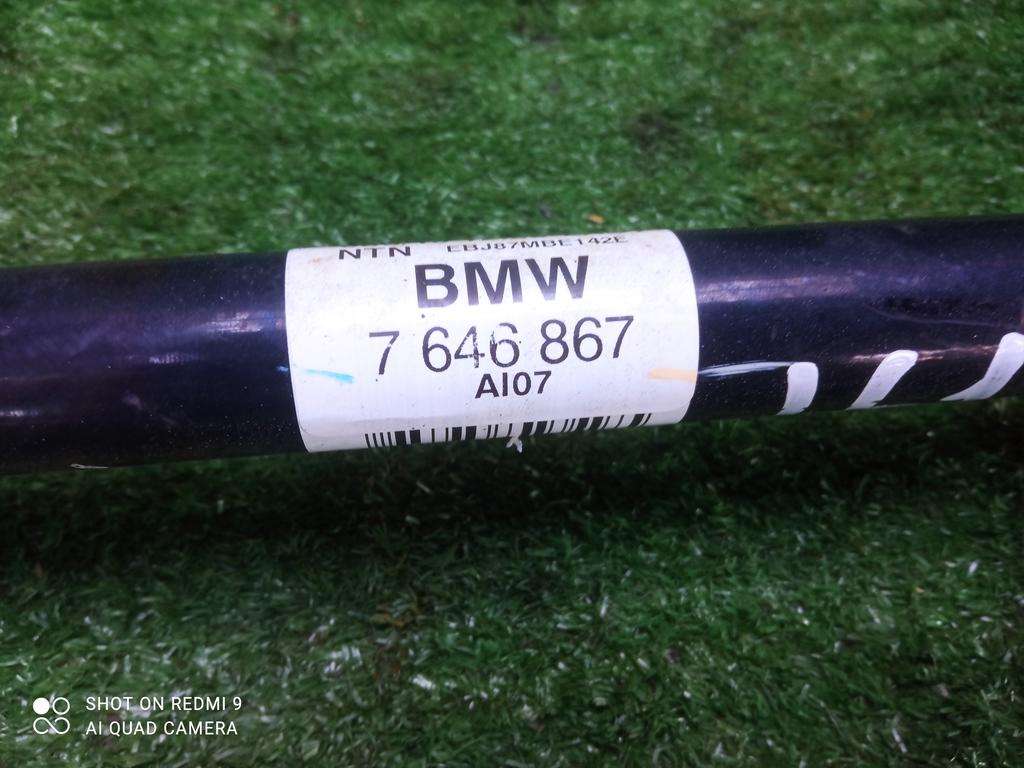 NTN EBJ87MBE142E
BMW
7 646 867
AI07
SHOT ON REDMI 9
AI QUAD CAMERA